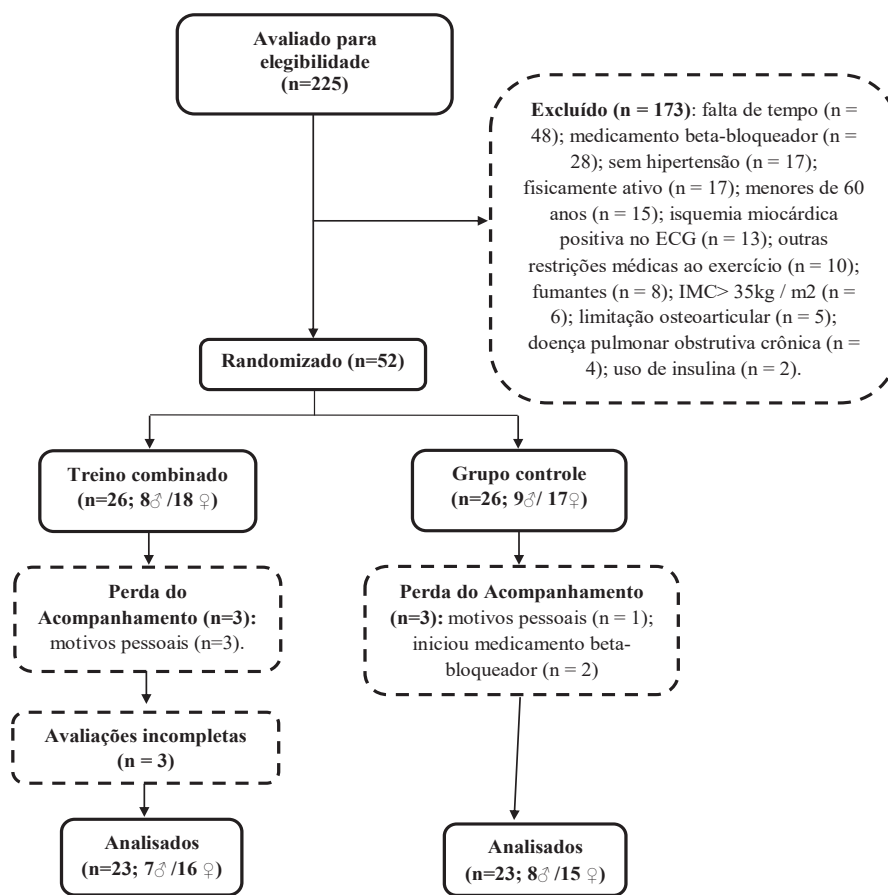 Avaliado para
elegibilidade
(n=225)
Excluído (n = 173): falta de tempo (n =
48); medicamento beta-bloqueador (n =
28); sem hipertensão (n = 17);
fisicamente ativo (n = 17); menores de 60
anos (n = 15); isquemia miocárdica
positiva no ECG (n = 13); outras
restrições médicas ao exercício (n = 10);
fumantes (n = 8); IMC> 35kg / m2 (n =
6); limitação osteoarticular (n = 5);
doença pulmonar obstrutiva crônica (n =
4); uso de insulina (n = 2).
Randomizado (n=52)
Treino combinado
(n=26; 8♂ /18 ♀)
Grupo controle
(n=26; 9♂/ 17♀)
Perda do
Acompanhamento (n=3):
motivos pessoais (n=3).
Perda do Acompanhamento
(n=3): motivos pessoais (n = 1);
iniciou medicamento beta-
bloqueador (n = 2)
Avaliações incompletas
(n = 3)
Analisados
(n=23; 7♂ /16 ♀)
Analisados
(n=23; 8♂ /15 ♀)